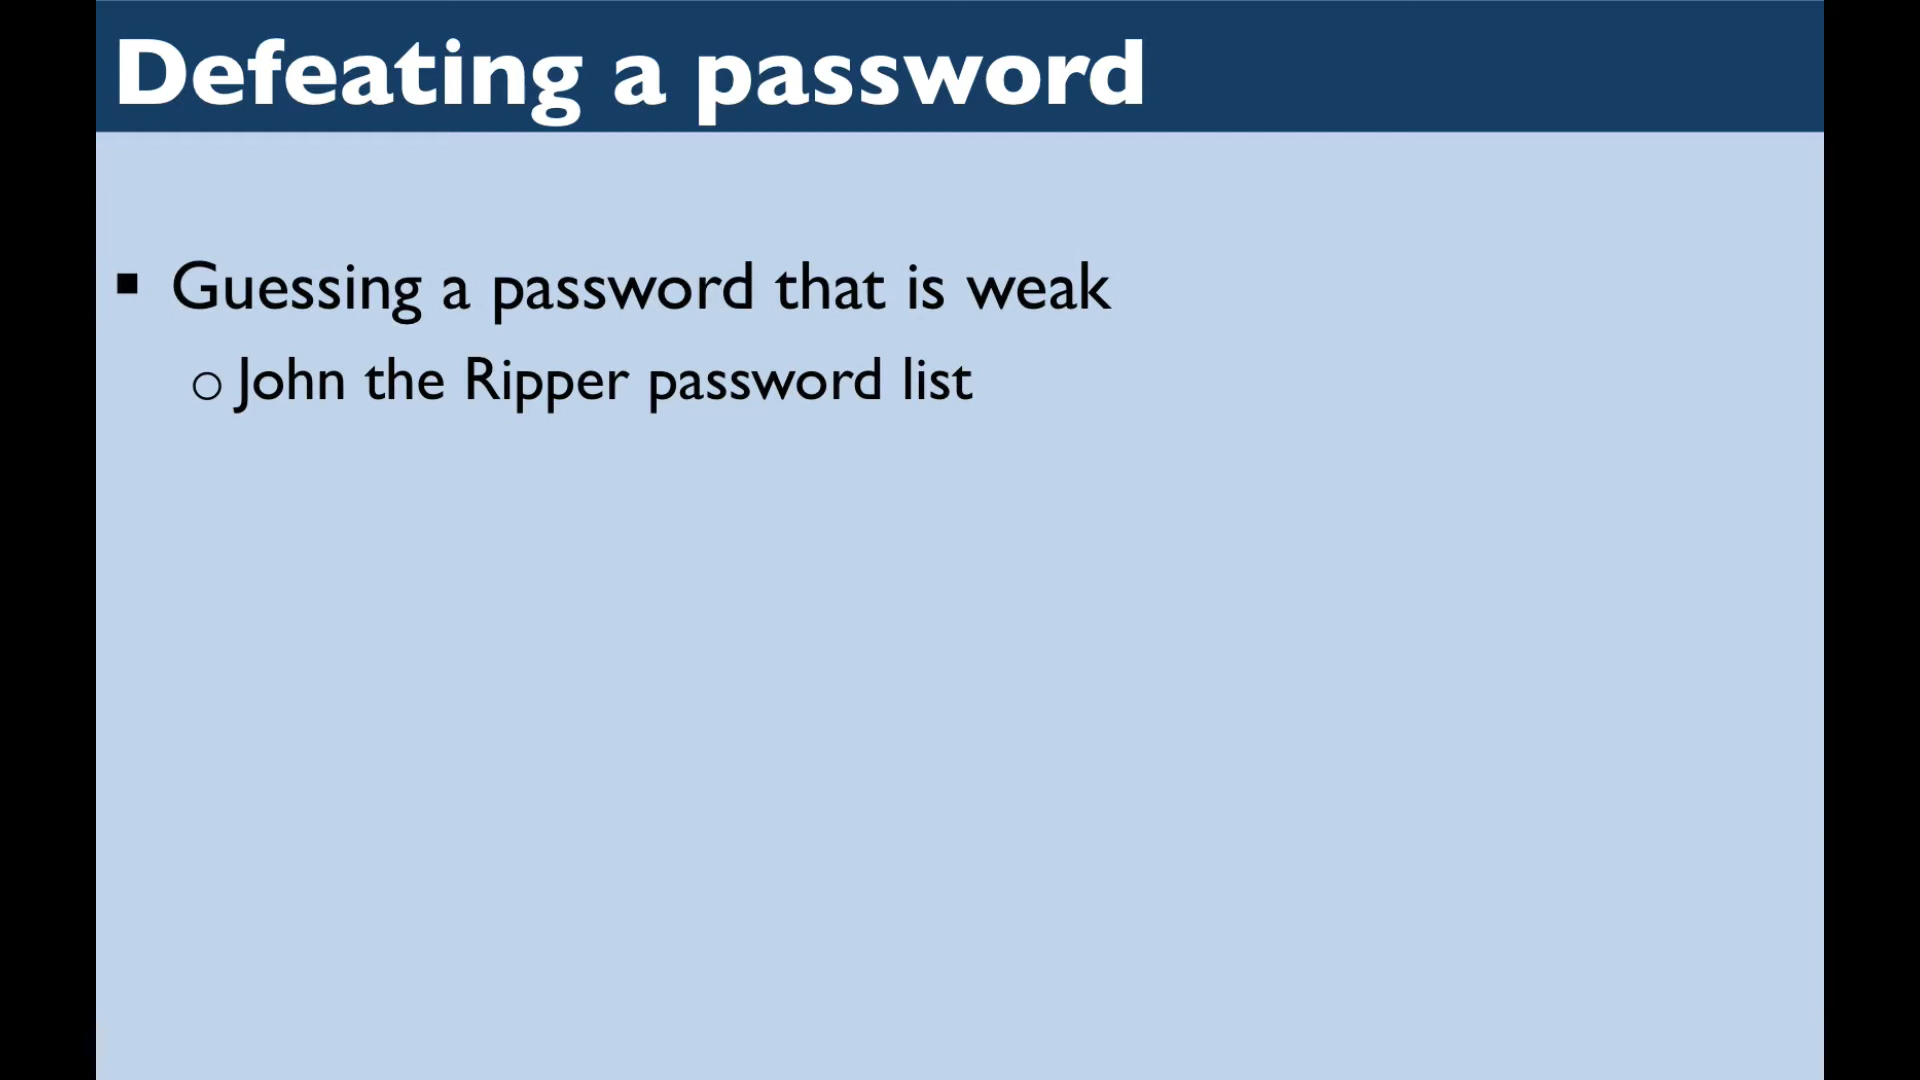 Defeating a password
▪ Guessing a password that is weak
o John the Ripper password list